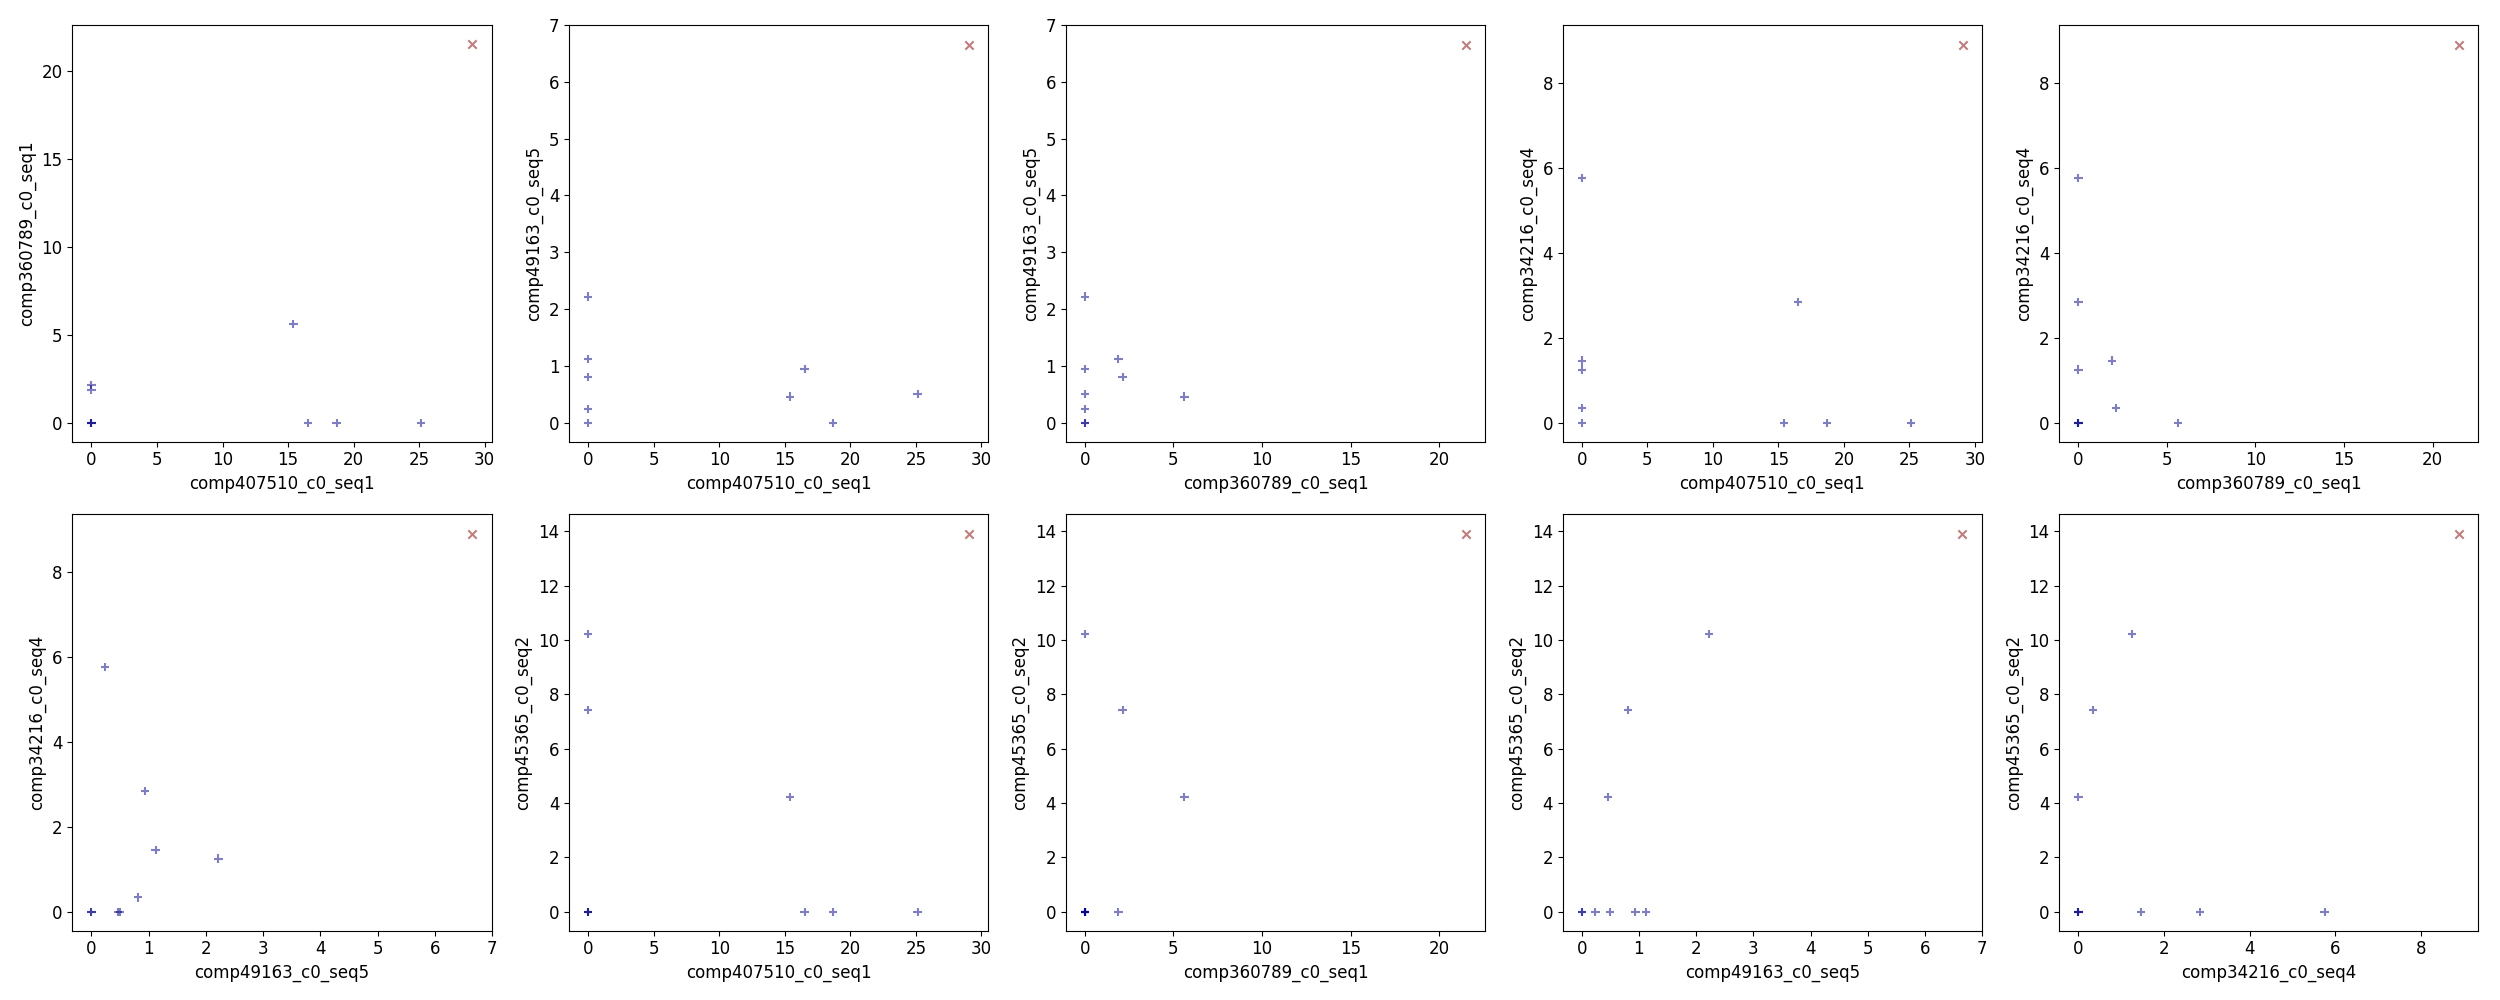 comp360789_c0_seq1
0 5 10 15 20
0 5 10 15 20 25 30
comp407510_c0_seq1
comp49163_c0_seq5
0 1 2 3 4 5 6 7
0 5 10 15 20 25 30
comp407510_c0_seq1
comp49163_c0_seq5
0 1 2 3 4 5 6 7
0 5 10 15 20
comp360789_c0_seq1
comp34216_c0_seq4
0 2 4 6 8
0 5 10 15 20 25 30
comp407510_c0_seq1
comp34216_c0_seq4
0 2 4 6 8
0 5 10 15 20
comp360789_c0_seq1
comp34216_c0_seq4
0 2 4 6 8
0 1 2 3 4 5 6 7
comp49163_c0_seq5
comp45365_c0_seq2
0 2 4 6 8 10 12 14
0 5 10 15 20 25 30
comp407510_c0_seq1
comp45365_c0_seq2
0 2 4 6 8 10 12 14
0 5 10 15 20
comp360789_c0_seq1
comp45365_c0_seq2
0 2 4 6 8 10 12 14
0 1 2 3 4 5 6 7
comp49163_c0_seq5
comp45365_c0_seq2
0 2 4 6 8 10 12 14
0 2 4 6 8
comp34216_c0_seq4